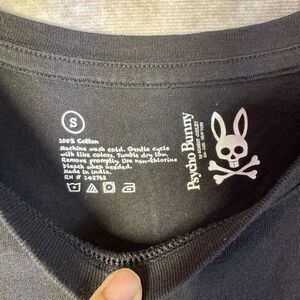 S
100% Cotton
Machine wash cold. Gentle cycle
with like colors. Tumble dry low.
Remove promptly. Use non-chlorine
bleach when needed.
Made in India.
RN # 142762
Psycho Bunny